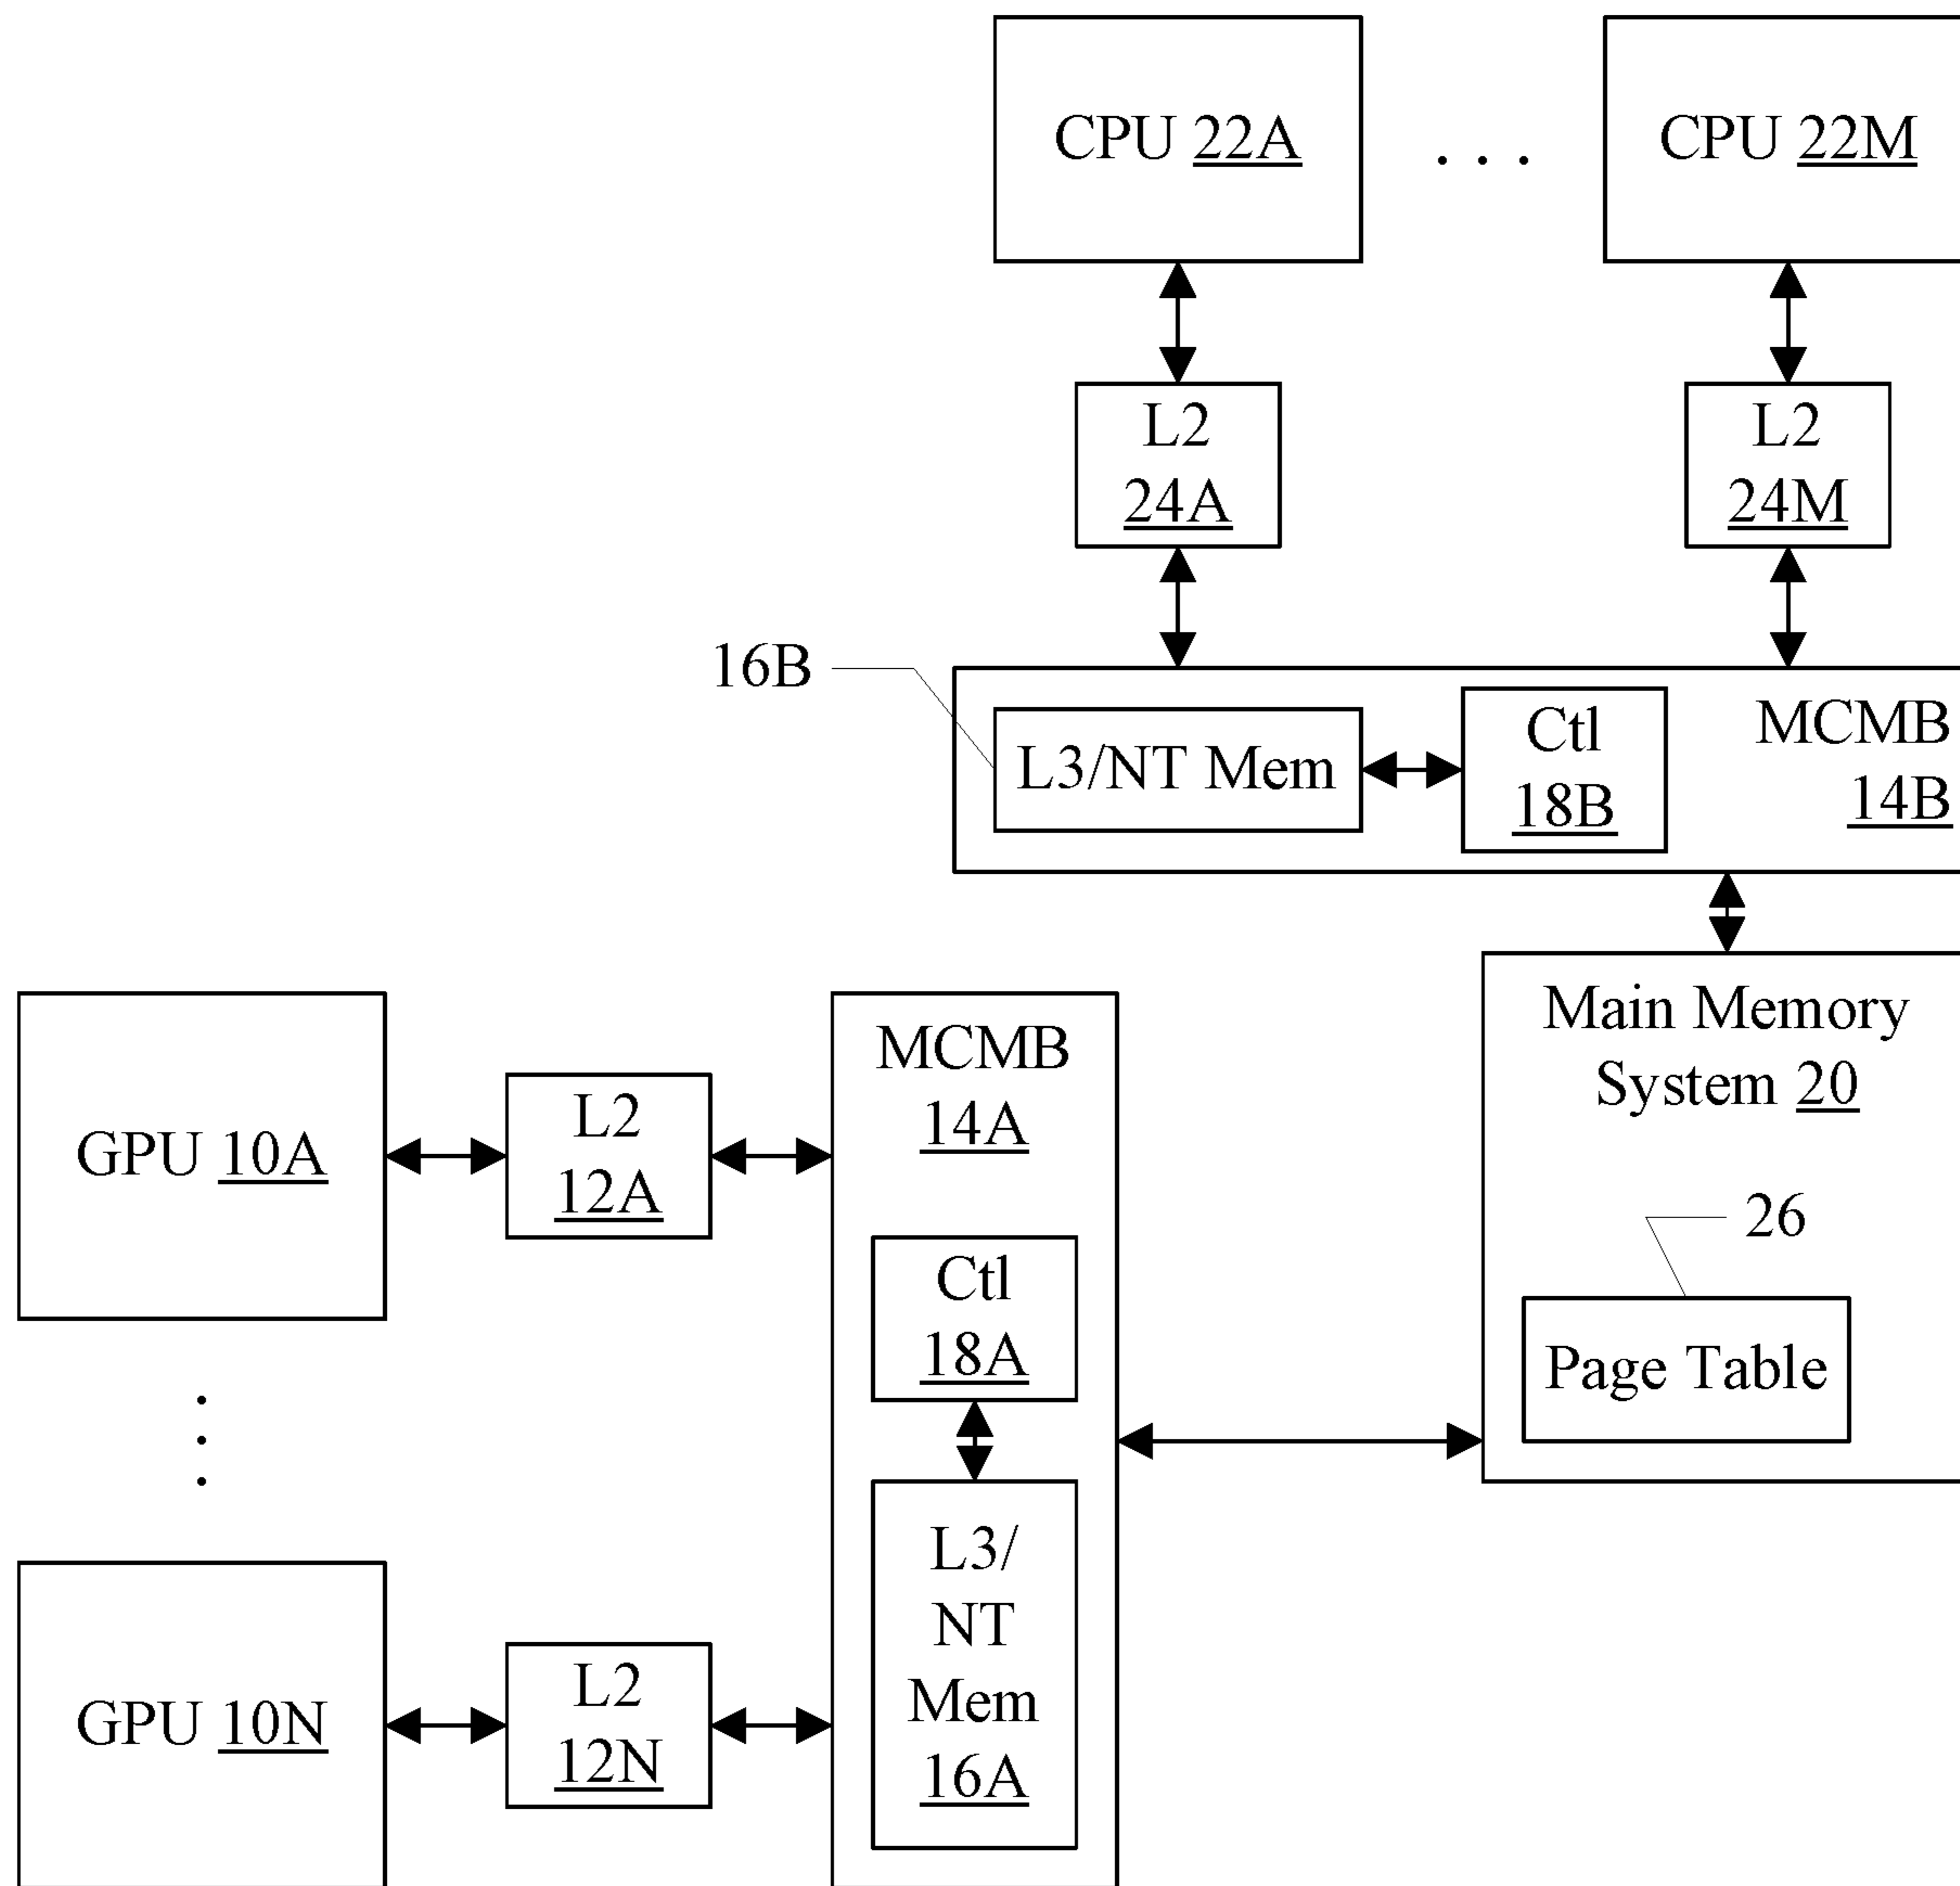 CPU 22A
. . .
CPU 22M
L2
24A
L2
24M
16B
L3/NT Mem
Ctl
18B
MCMB
14B
Main Memory
System 20
26
Page Table
GPU 10A
L2
12A
MCMB
14A
Ctl
18A
L3/
NT
Mem
16A
GPU 10N
L2
12N